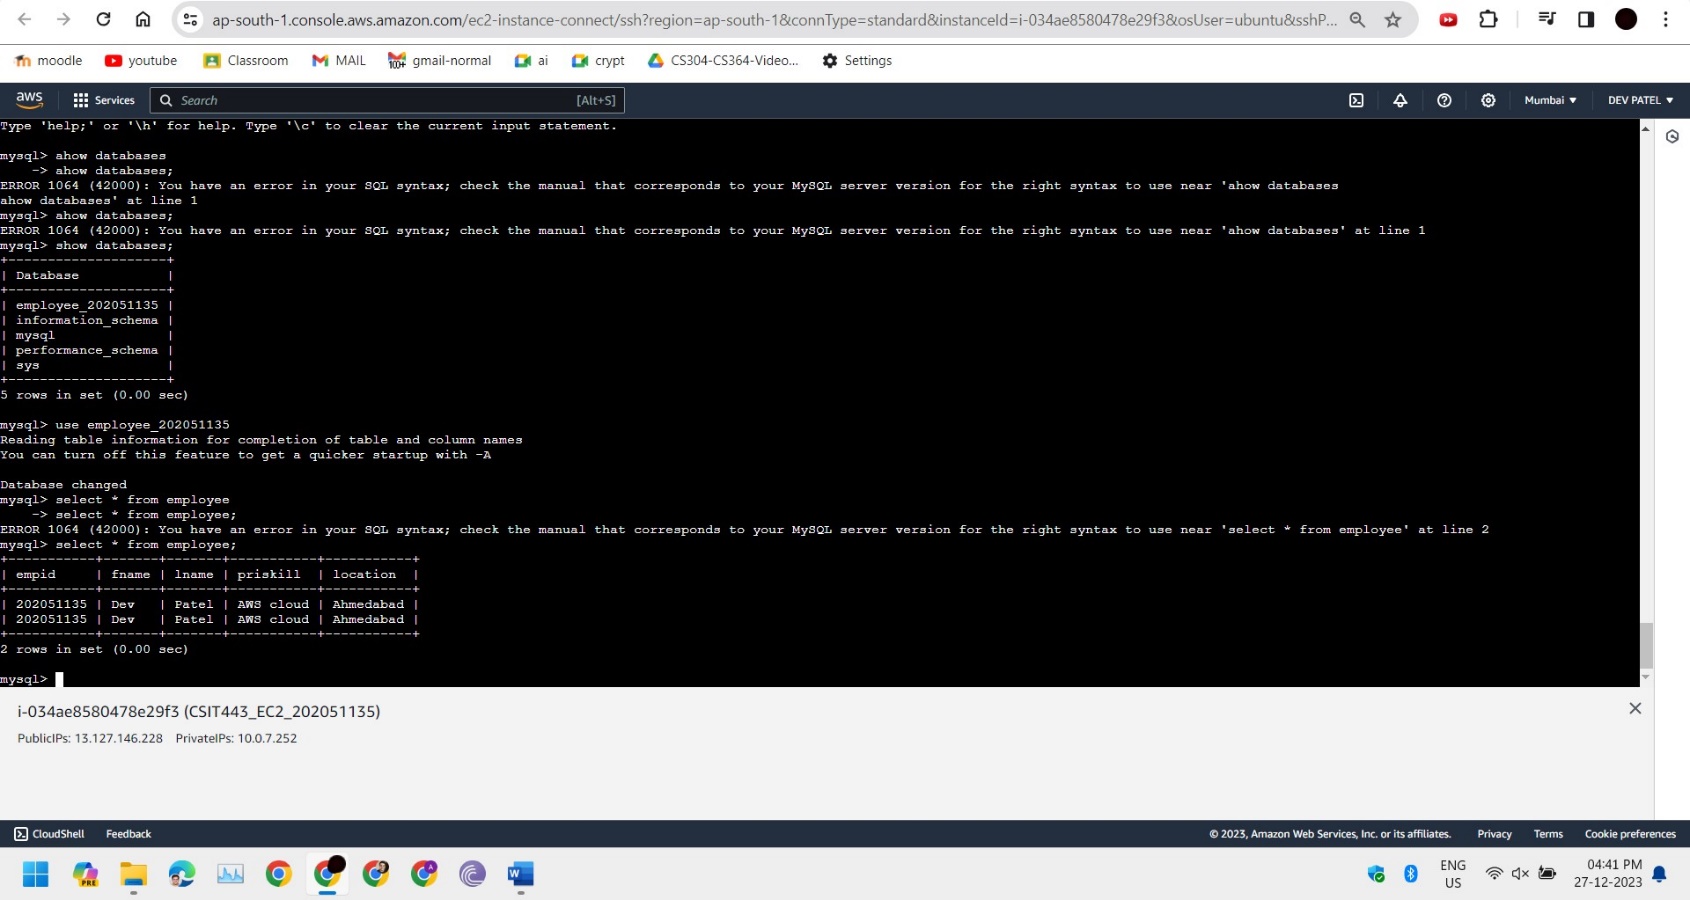 ap-south-1.console.aws.amazon.com/ec2-instance-connect/ssh?region=ap-south-1&connType=standard&instanceId=i-034ae8580478e29f3&osUser=ubuntu&sshP...
moodle youtube Classroom MAIL 100+ gmail-normal ai crypt CS304-CS364-Video... Settings
aws Services Search [Alt+S] Mumbai ▼ DEV PATEL ▼
Type 'help;' or '\h' for help. Type '\c' to clear the current input statement.
mysql> ahow databases
    -> ahow databases;
ERROR 1064 (42000): You have an error in your SQL syntax; check the manual that corresponds to your MySQL server version for the right syntax to use near 'ahow databases
ahow databases' at line 1
mysql> ahow databases;
ERROR 1064 (42000): You have an error in your SQL syntax; check the manual that corresponds to your MySQL server version for the right syntax to use near 'ahow databases' at line 1
mysql> show databases;
+--------------------+
| Database           |
+--------------------+
| employee_202051135 |
| information_schema |
| mysql              |
| performance_schema |
| sys                |
+--------------------+
5 rows in set (0.00 sec)
mysql> use employee_202051135
Reading table information for completion of table and column names
You can turn off this feature to get a quicker startup with -A
Database changed
mysql> select * from employee
    -> select * from employee;
ERROR 1064 (42000): You have an error in your SQL syntax; check the manual that corresponds to your MySQL server version for the right syntax to use near 'select * from employee' at line 2
mysql> select * from employee;
+-----------+-------+-------+-----------+-----------+
| empid     | fname | lname | priskill  | location  |
+-----------+-------+-------+-----------+-----------+
| 202051135 | Dev   | Patel | AWS cloud | Ahmedabad |
| 202051135 | Dev   | Patel | AWS cloud | Ahmedabad |
+-----------+-------+-------+-----------+-----------+
2 rows in set (0.00 sec)
mysql>
i-034ae8580478e29f3 (CSIT443_EC2_202051135)
PublicIPs: 13.127.146.228 PrivateIPs: 10.0.7.252
CloudShell Feedback © 2023, Amazon Web Services, Inc. or its affiliates. Privacy Terms Cookie preferences
PRE A W ENG 04:41 PM
US 27-12-2023